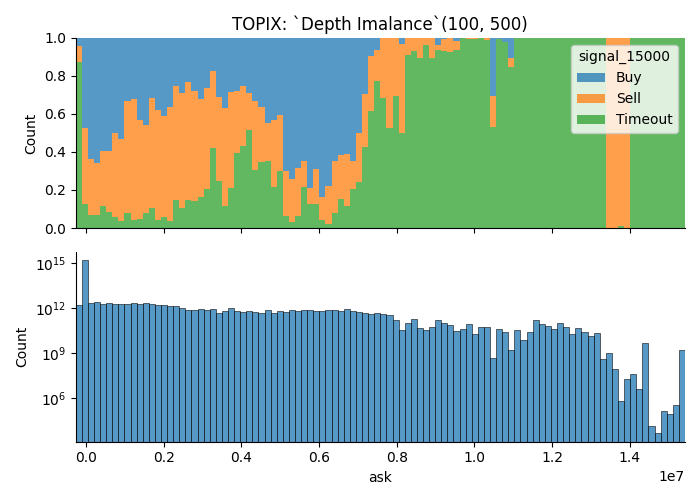 TOPIX: `Depth Imalance`(100, 500)
1.0
0.8
0.6
0.4
0.2
0.0
Count
signal_15000
Buy
Sell
Timeout
10^15
10^12
10^9
10^6
Count
0.0 0.2 0.4 0.6 0.8 1.0 1.2 1.4
1e7
ask